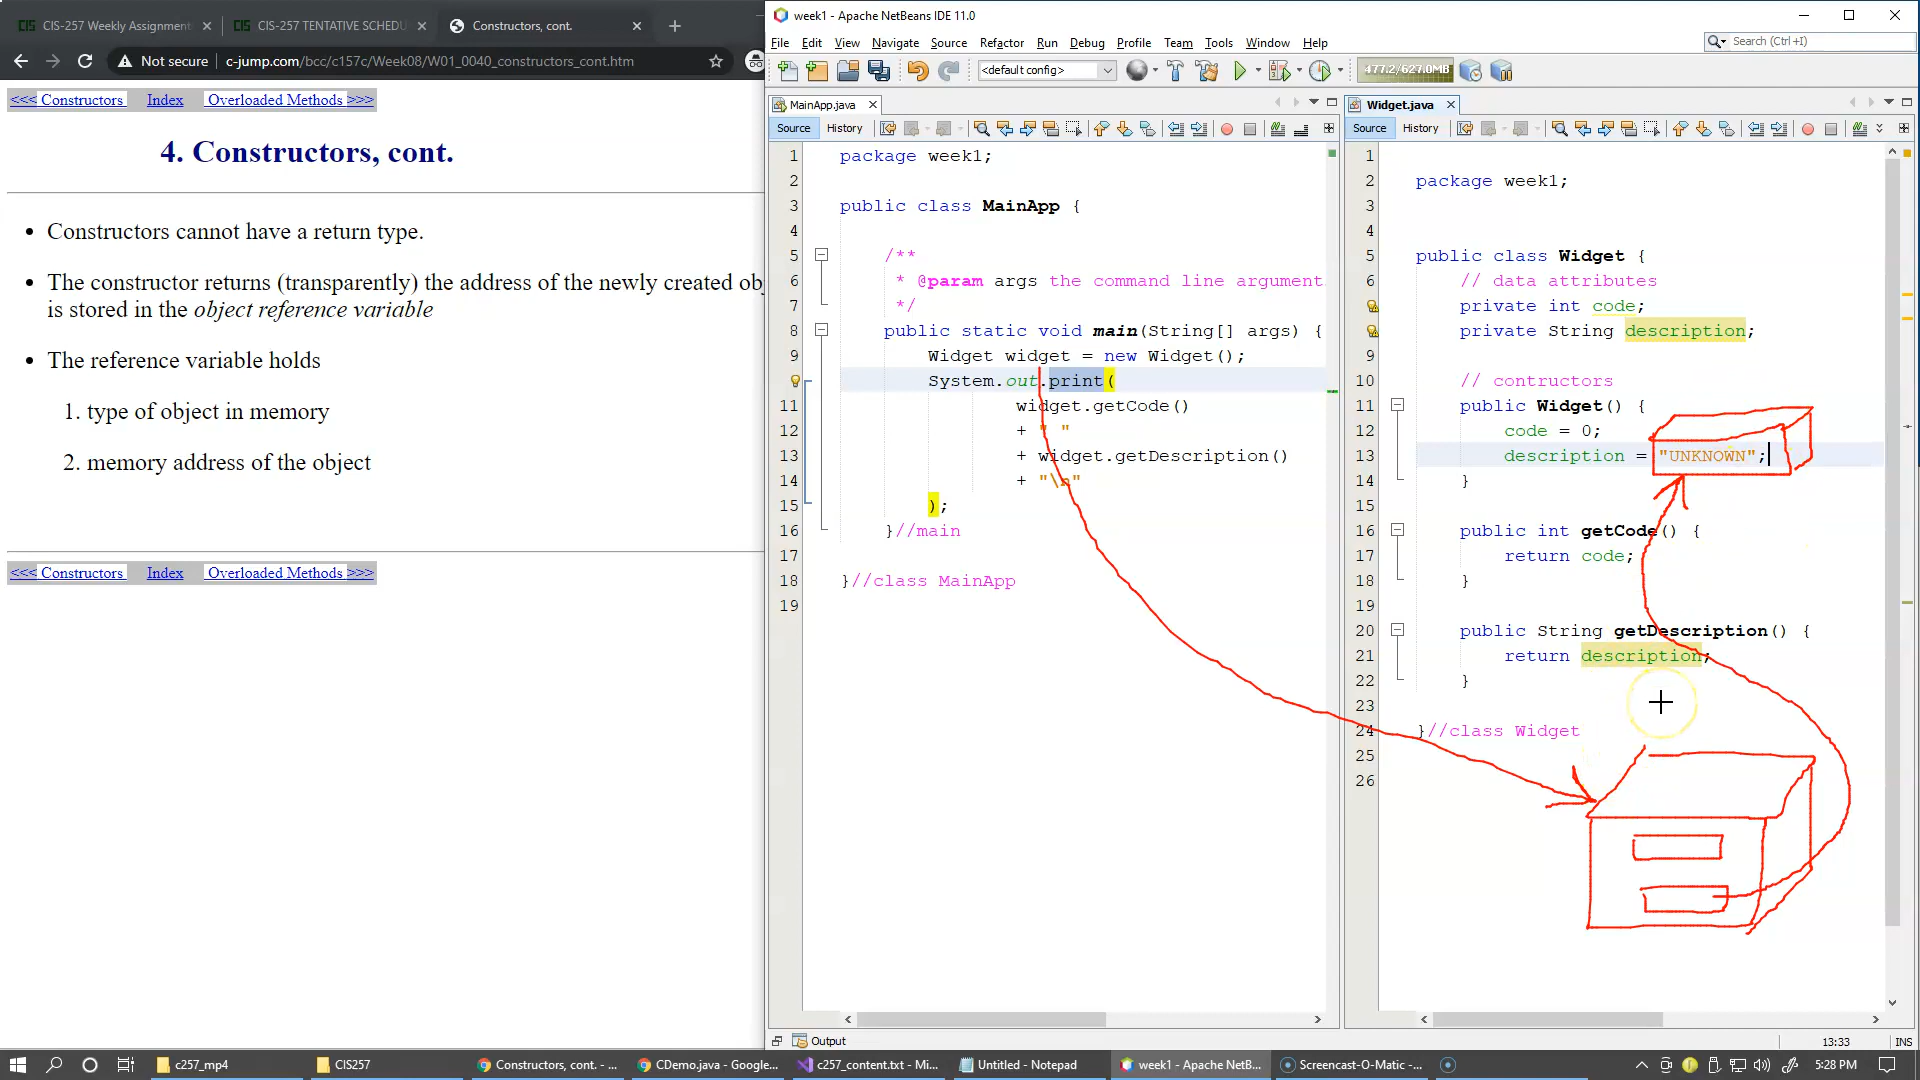 CIS-257 Weekly Assignment
CIS-257 TENTATIVE SCHEDU
Constructors, cont.
Not secure
c-jump.com/bcc/c157c/Week08/W01_0040_constructors_cont.htm
<<< Constructors Index Overloaded Methods >>>
4. Constructors, cont.
• Constructors cannot have a return type.
• The constructor returns (transparently) the address of the newly created obj
is stored in the object reference variable
• The reference variable holds
1. type of object in memory
2. memory address of the object
<<< Constructors Index Overloaded Methods >>>
week1 - Apache NetBeans IDE 11.0
File Edit View Navigate Source Refactor Run Debug Profile Team Tools Window Help
Search (Ctrl+I)
<default config>
477.2/627.0MB
MainApp.java
Source History
1 package week1;
2
3 public class MainApp {
4
5 /**
6 * @param args the command line argument
7 */
8 public static void main(String[] args) {
9 Widget widget = new Widget();
10 System.out.print(
11 widget.getCode()
12 + " "
13 + widget.getDescription()
14 + "\n"
15 );
16 }//main
17
18 }//class MainApp
19
Widget.java
Source History
1
2 package week1;
3
4
5 public class Widget {
6 // data attributes
7 private int code;
8 private String description;
9
10 // contructors
11 public Widget() {
12 code = 0;
13 description = "UNKNOWN";
14 }
15
16 public int getCode() {
17 return code;
18 }
19
20 public String getDescription() {
21 return description;
22 }
23
24 }//class Widget
25
26
Output
13:33 INS
c257_mp4
CIS257
Constructors, cont. - ...
CDemo.java - Google...
c257_content.txt - Mi...
Untitled - Notepad
week1 - Apache NetB...
Screencast-O-Matic -...
5:28 PM